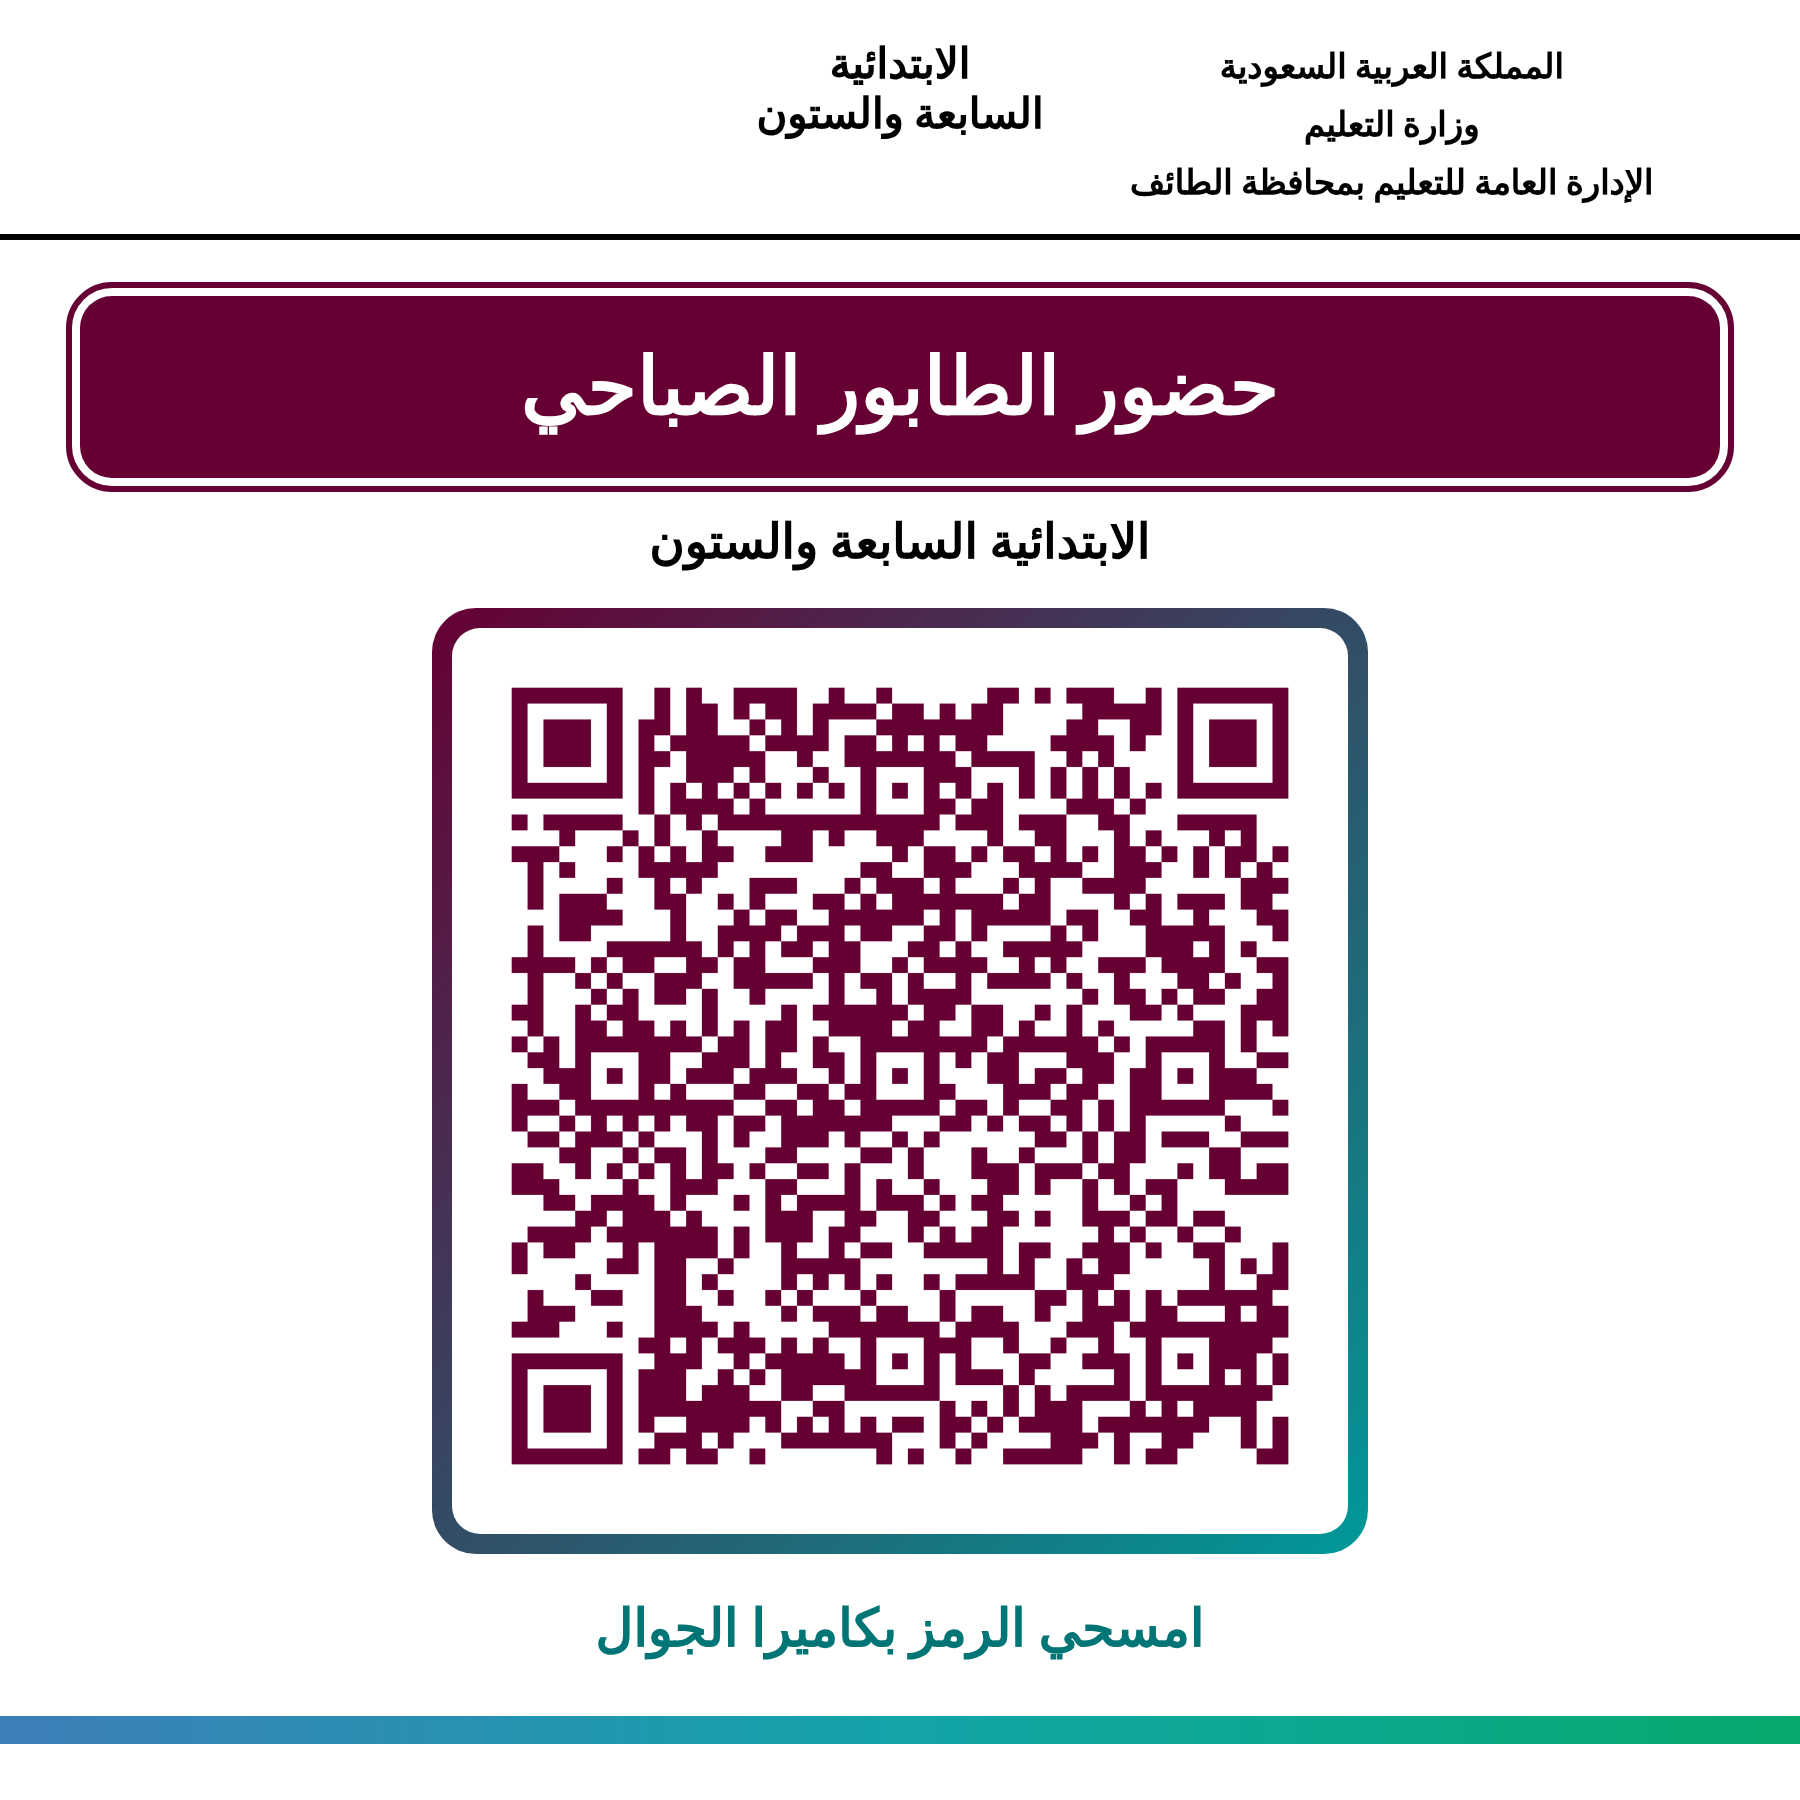 المملكة العربية السعودية
وزارة التعليم
الإدارة العامة للتعليم بمحافظة الطائف
الابتدائية
السابعة والستون
حضور الطابور الصباحي
الابتدائية السابعة والستون
امسحي الرمز بكاميرا الجوال